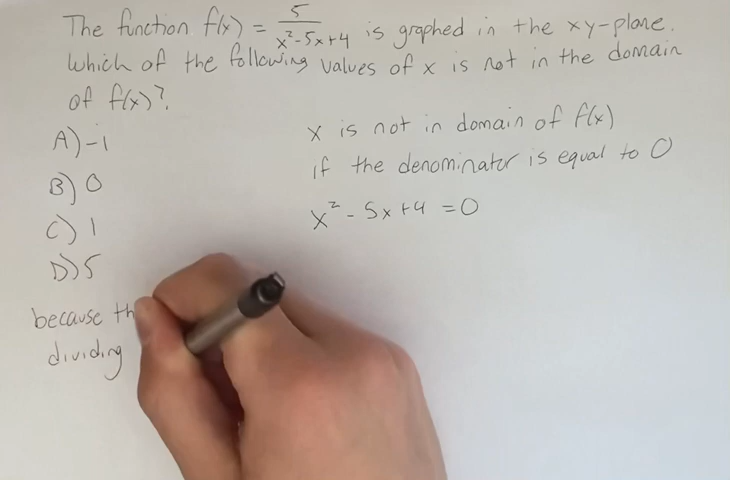 The function f(x) = 5/(x²-5x+4) is graphed in the xy-plane.
Which of the following values of x is not in the domain
of f(x)?
A) -1
B) 0
C) 1
D) 5
x is not in domain of f(x)
if the denominator is equal to 0
x² - 5x + 4 = 0
because
dividing